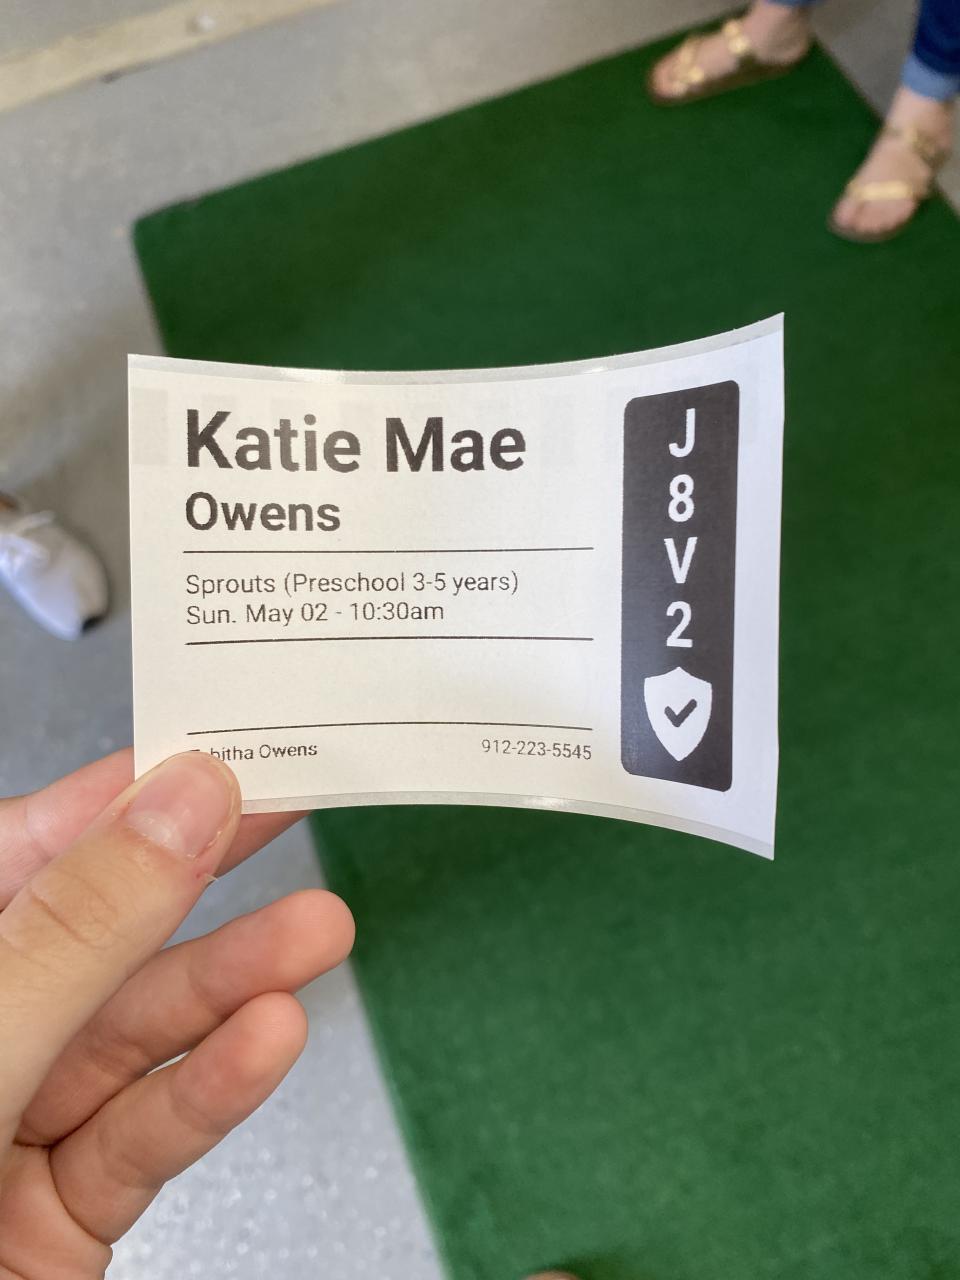 Katie Mae
Owens
Sprouts (Preschool 3-5 years)
Sun. May 02 - 10:30am
Owens
912-223-5545
J
8
V
2